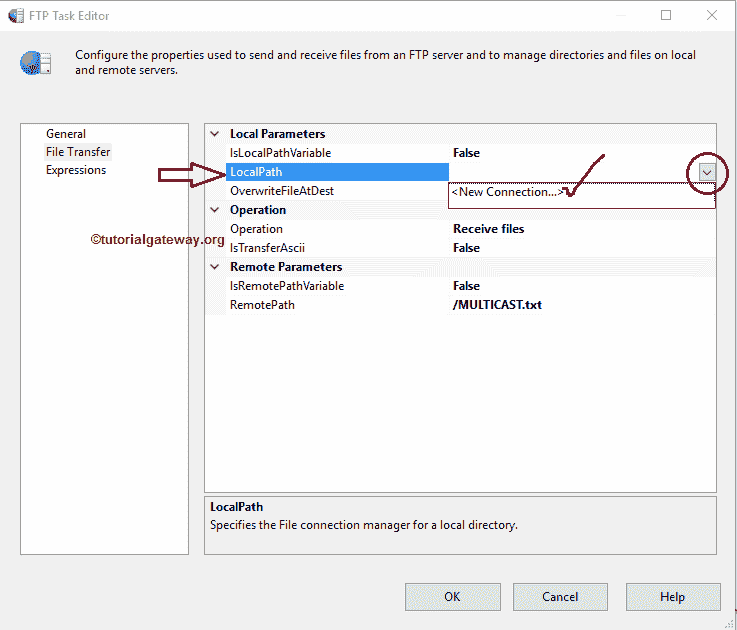 FTP Task Editor
Configure the properties used to send and receive files from an FTP server and to manage directories and files on local
and remote servers.
General
File Transfer
Expressions
©tutorialgateway.org
Local Parameters
IsLocalPathVariable False
LocalPath
OverwriteFileAtDest <New Connection...>
Operation
Operation Receive files
IsTransferAscii False
Remote Parameters
IsRemotePathVariable False
RemotePath /MULTICAST.txt
LocalPath
Specifies the File connection manager for a local directory.
OK Cancel Help